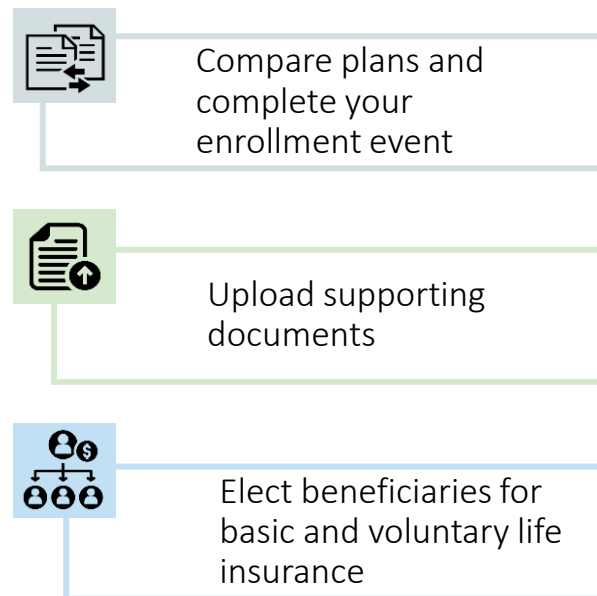 Compare plans and
complete your
enrollment event
Upload supporting
documents
Elect beneficiaries for
basic and voluntary life
insurance